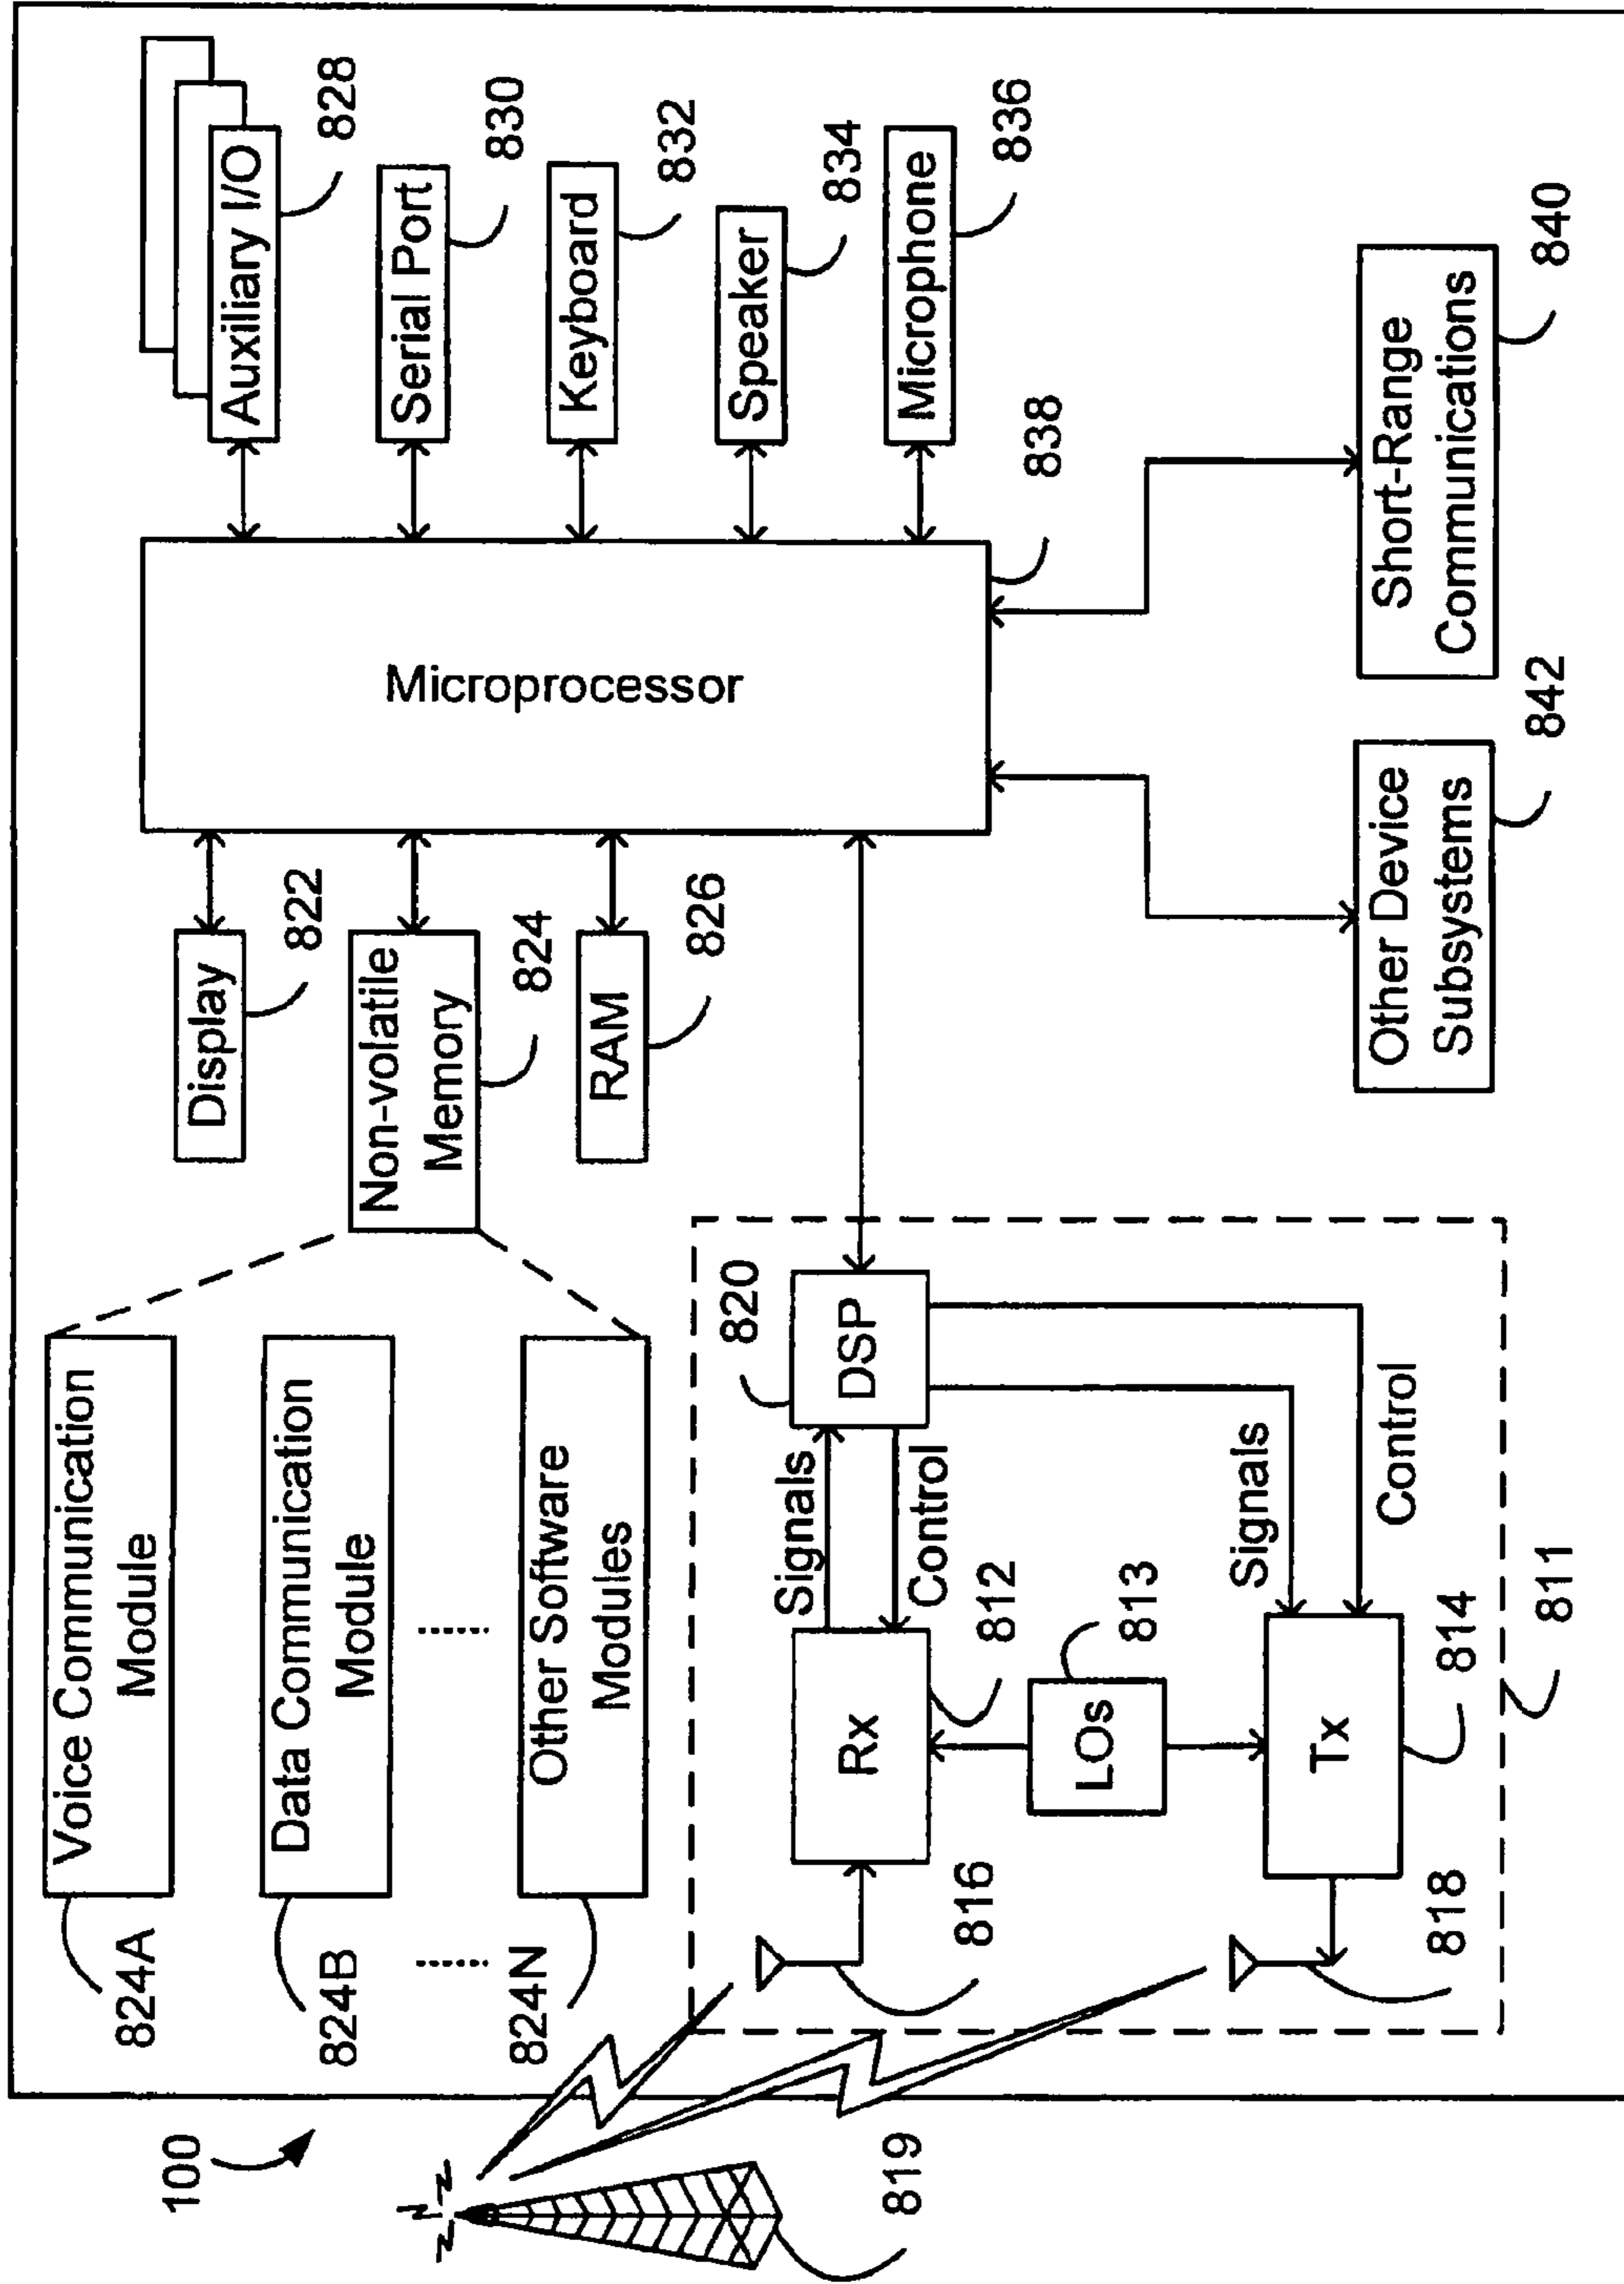 100
819
824A
Voice Communication
Module
824B
Data Communication
Module
........
........
824N
Other Software
Modules
Display
822
Non-volatile
Memory
824
RAM
826
Microprocessor
838
Auxiliary I/O
828
Serial Port
830
Keyboard
832
Speaker
834
Microphone
836
Short-Range
Communications
840
Other Device
Subsystems
842
820
DSP
Signals
Control
Rx
812
816
LOs
813
Signals
Control
Tx
814
818
811